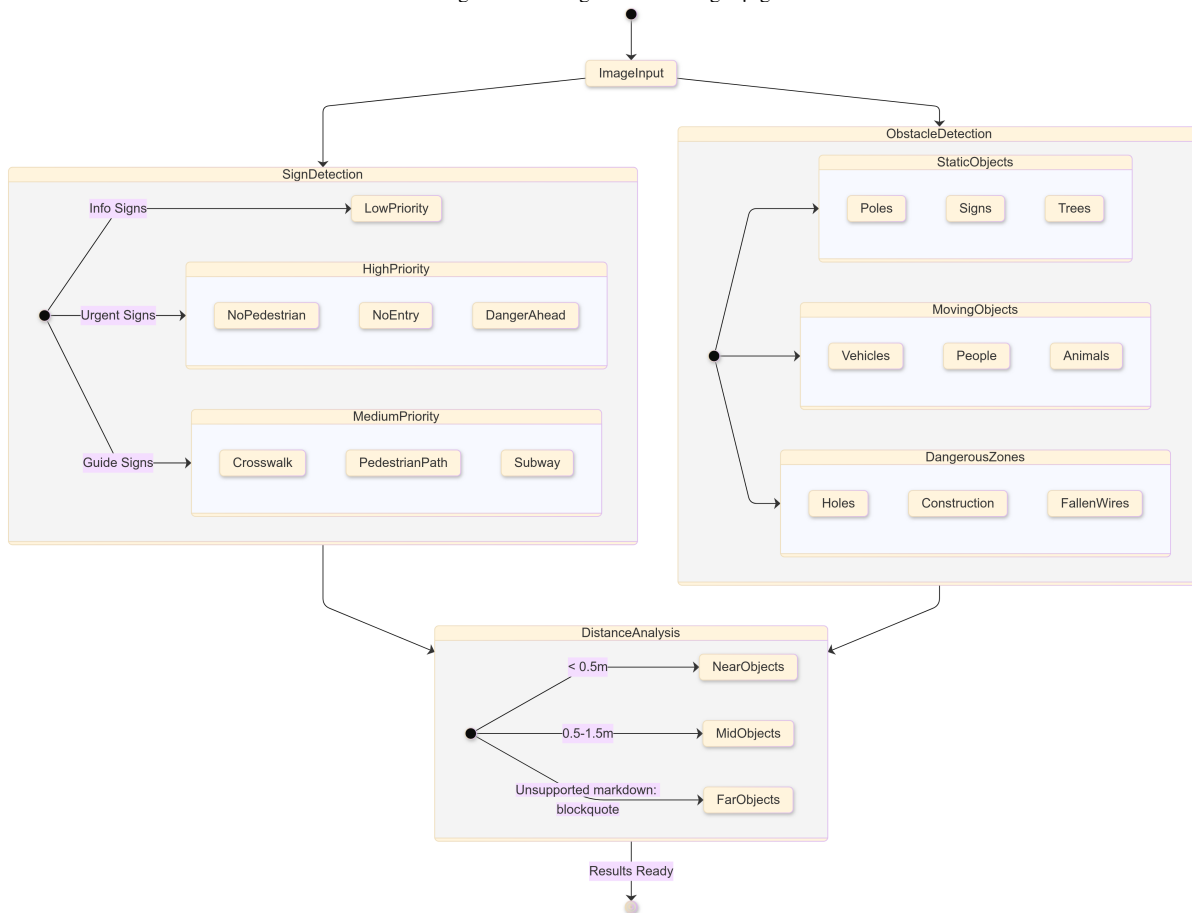 ImageInput
SignDetection
Info Signs
LowPriority
HighPriority
Urgent Signs
NoPedestrian
NoEntry
DangerAhead
MediumPriority
Guide Signs
Crosswalk
PedestrianPath
Subway
ObstacleDetection
StaticObjects
Poles
Signs
Trees
MovingObjects
Vehicles
People
Animals
DangerousZones
Holes
Construction
FallenWires
DistanceAnalysis
< 0.5m
NearObjects
0.5-1.5m
MidObjects
Unsupported markdown:
blockquote
FarObjects
Results Ready